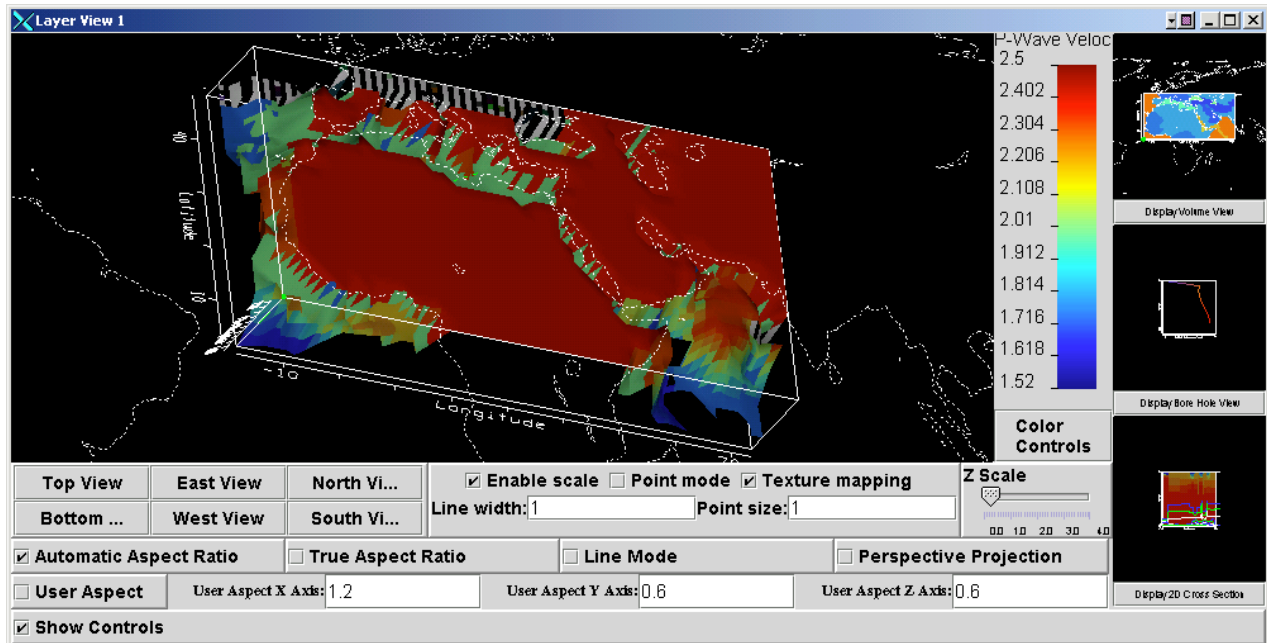 Layer View 1
P-Wave Veloc
2.5
2.402
2.304
2.206
2.108
2.01
1.912
1.814
1.716
1.618
1.52
40
Latitude
10
-20
Longitude
Color
Controls
Display Volume View
Display Bore Hole View
Display 2D Cross Section
Top View
East View
North Vi...
Bottom ...
West View
South Vi...
Enable scale
Point mode
Texture mapping
Line width: 1
Point size: 1
Z Scale
0.0 1.0 2.0 3.0 4.0
Automatic Aspect Ratio
True Aspect Ratio
Line Mode
Perspective Projection
User Aspect
User Aspect X Axis: 1.2
User Aspect Y Axis: 0.6
User Aspect Z Axis: 0.6
Show Controls